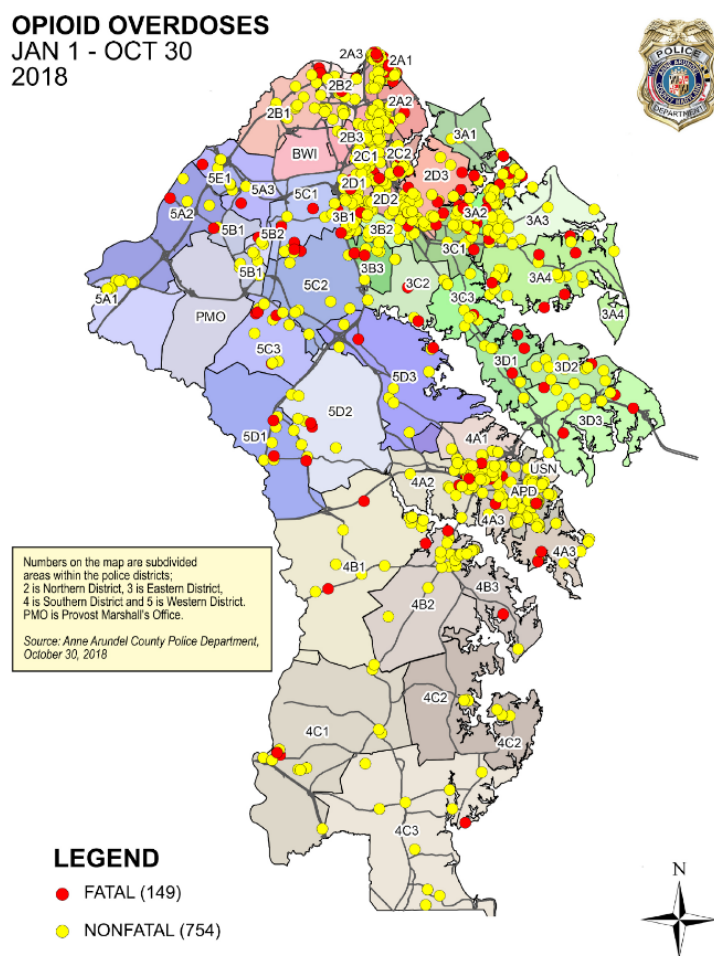 OPIOID OVERDOSES
JAN 1 - OCT 30
2018
POLICE
DEPARTMENT
2A3
2A1
2B2
2A2
2B1
2B3
3A1
BWI
2C1
2C2
5E1
5A3
2D1
2D3
5C1
2D2
5A2
3B1
3A2
3A3
5B1
5B2
3B2
3C1
5B1
3B3
5A1
5C2
3C2
3A4
3C3
PMO
3A4
5C3
3D1
3D2
5D3
5D2
3D3
5D1
4A1
USN
4A2
APD
4A3
4A3
4B1
4B3
4B2
4C2
4C1
4C2
4C3
Numbers on the map are subdivided
areas within the police districts;
2 is Northern District, 3 is Eastern District,
4 is Southern District and 5 is Western District.
PMO is Provost Marshall's Office.
Source: Anne Arundel County Police Department,
October 30, 2018
LEGEND
FATAL (149)
NONFATAL (754)
N